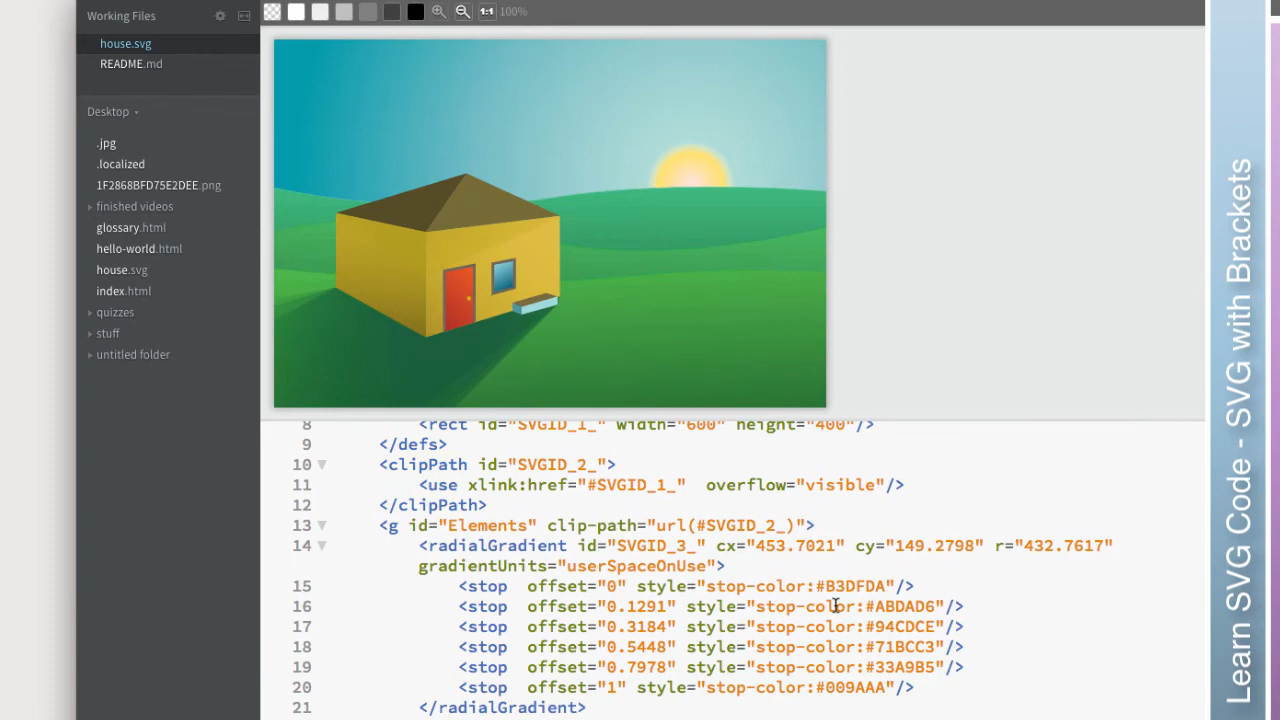 Working Files
house.svg
README.md
Desktop
.jpg
.localized
1F2868BFD75E2DEE.png
finished videos
glossary.html
hello-world.html
house.svg
index.html
quizzes
stuff
untitled folder
1:1 100%
8 <rect id="SVGID_1_" width="600" height="400"/>
9 </defs>
10 <clipPath id="SVGID_2_">
11 <use xlink:href="#SVGID_1_"  overflow="visible"/>
12 </clipPath>
13 <g id="Elements" clip-path="url(#SVGID_2_)">
14 <radialGradient id="SVGID_3_" cx="453.7021" cy="149.2798" r="432.7617"
gradientUnits="userSpaceOnUse">
15 <stop  offset="0" style="stop-color:#B3DFDA"/>
16 <stop  offset="0.1291" style="stop-color:#ABDAD6"/>
17 <stop  offset="0.3184" style="stop-color:#94CDCE"/>
18 <stop  offset="0.5448" style="stop-color:#71BCC3"/>
19 <stop  offset="0.7978" style="stop-color:#33A9B5"/>
20 <stop  offset="1" style="stop-color:#009AAA"/>
21 </radialGradient>
Learn SVG Code - SVG with Brackets